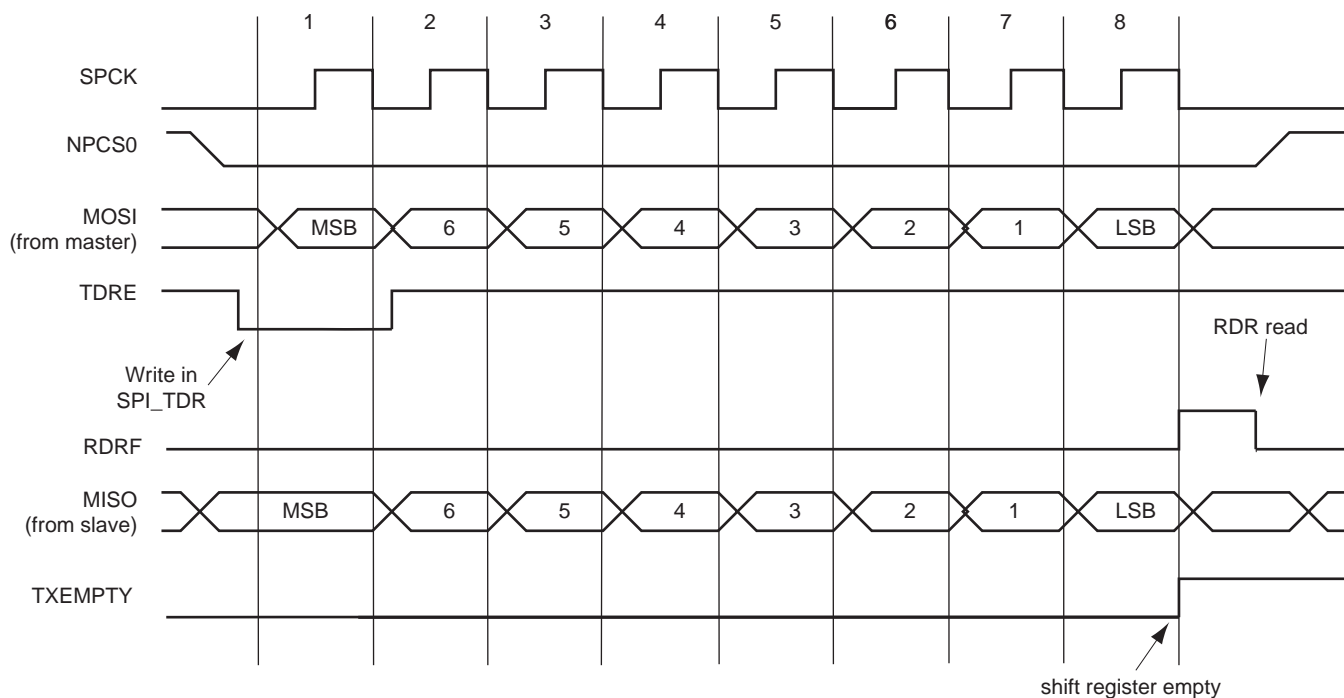 1 2 3 4 5 6 7 8
SPCK
NPCS0
MOSI
(from master)
MSB 6 5 4 3 2 1 LSB
TDRE
RDR read
Write in
SPI_TDR
RDRF
MISO
(from slave)
MSB 6 5 4 3 2 1 LSB
TXEMPTY
shift register empty